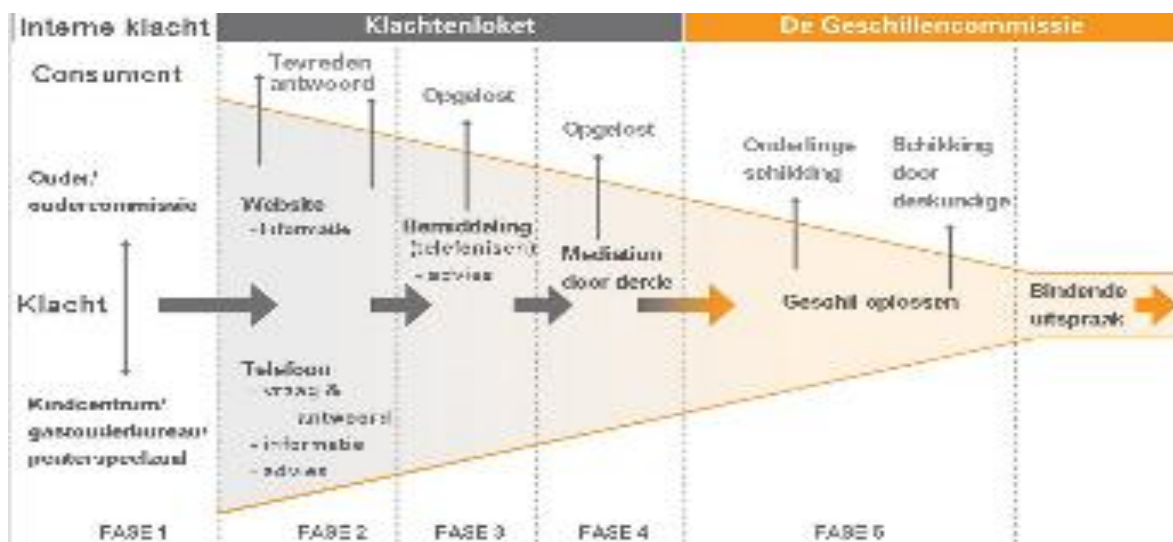 Interne klacht
Klachtenloket
De Geschillencommissie
Consument
Tevreden
antwoord
Opgelost
Opgelost
Onderlinge
schikking
Schikking
door
deskundige
Ouder/
oudercommissie
Website
- informatie
Bemiddeling
(telefonisch)
- advies
Mediation
door derde
Klacht
Geschil oplossen
Bindende
uitspraak
Telefoon
- vraag &
antwoord
- informatie
- advies
Kindcentrum/
gastouderbureau/
peuterspeelzaal
FASE 1
FASE 2
FASE 3
FASE 4
FASE 5